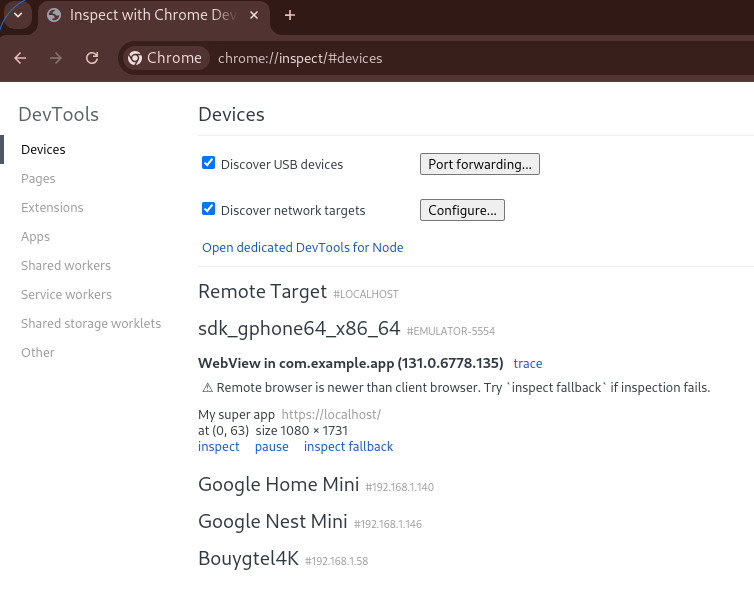 Inspect with Chrome Dev
Chrome chrome://inspect/#devices
DevTools
Devices
Pages
Extensions
Apps
Shared workers
Service workers
Shared storage worklets
Other
Devices
Discover USB devices Port forwarding...
Discover network targets Configure...
Open dedicated DevTools for Node
Remote Target #LOCALHOST
sdk_gphone64_x86_64 #EMULATOR-5554
WebView in com.example.app (131.0.6778.135) trace
⚠ Remote browser is newer than client browser. Try `inspect fallback` if inspection fails.
My super app https://localhost/
at (0, 63) size 1080 × 1731
inspect pause inspect fallback
Google Home Mini #192.168.1.140
Google Nest Mini #192.168.1.146
Bouygtel4K #192.168.1.58